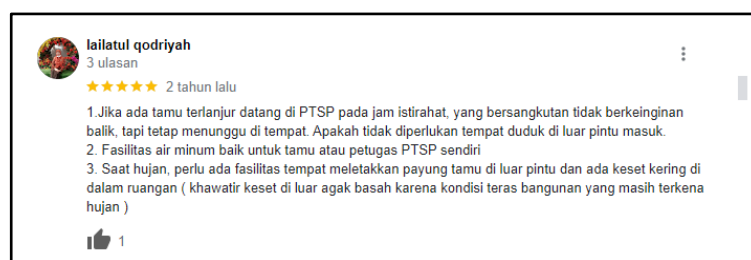 lailatul qodriyah
3 ulasan
2 tahun lalu
1.Jika ada tamu terlanjur datang di PTSP pada jam istirahat, yang bersangkutan tidak berkeinginan
balik, tapi tetap menunggu di tempat. Apakah tidak diperlukan tempat duduk di luar pintu masuk.
2. Fasilitas air minum baik untuk tamu atau petugas PTSP sendiri
3. Saat hujan, perlu ada fasilitas tempat meletakkan payung tamu di luar pintu dan ada keset kering di
dalam ruangan ( khawatir keset di luar agak basah karena kondisi teras bangunan yang masih terkena
hujan )
1